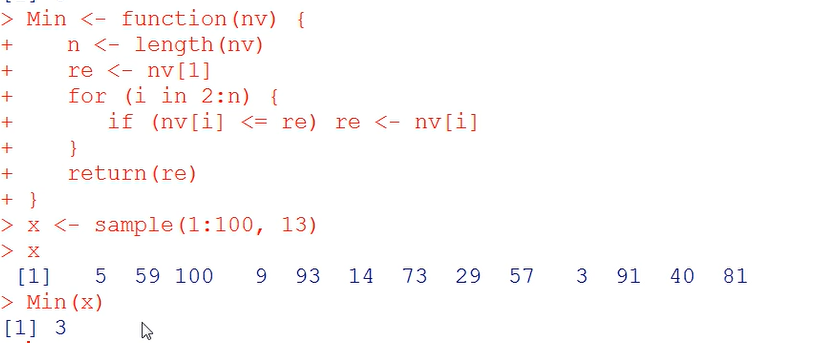 > Min <- function(nv) {
+    n <- length(nv)
+    re <- nv[1]
+    for (i in 2:n) {
+       if (nv[i] <= re) re <- nv[i]
+    }
+    return(re)
+ }
> x <- sample(1:100, 13)
> x
 [1]   5  59 100   9  93  14  73  29  57   3  91  40  81
> Min(x)
[1] 3